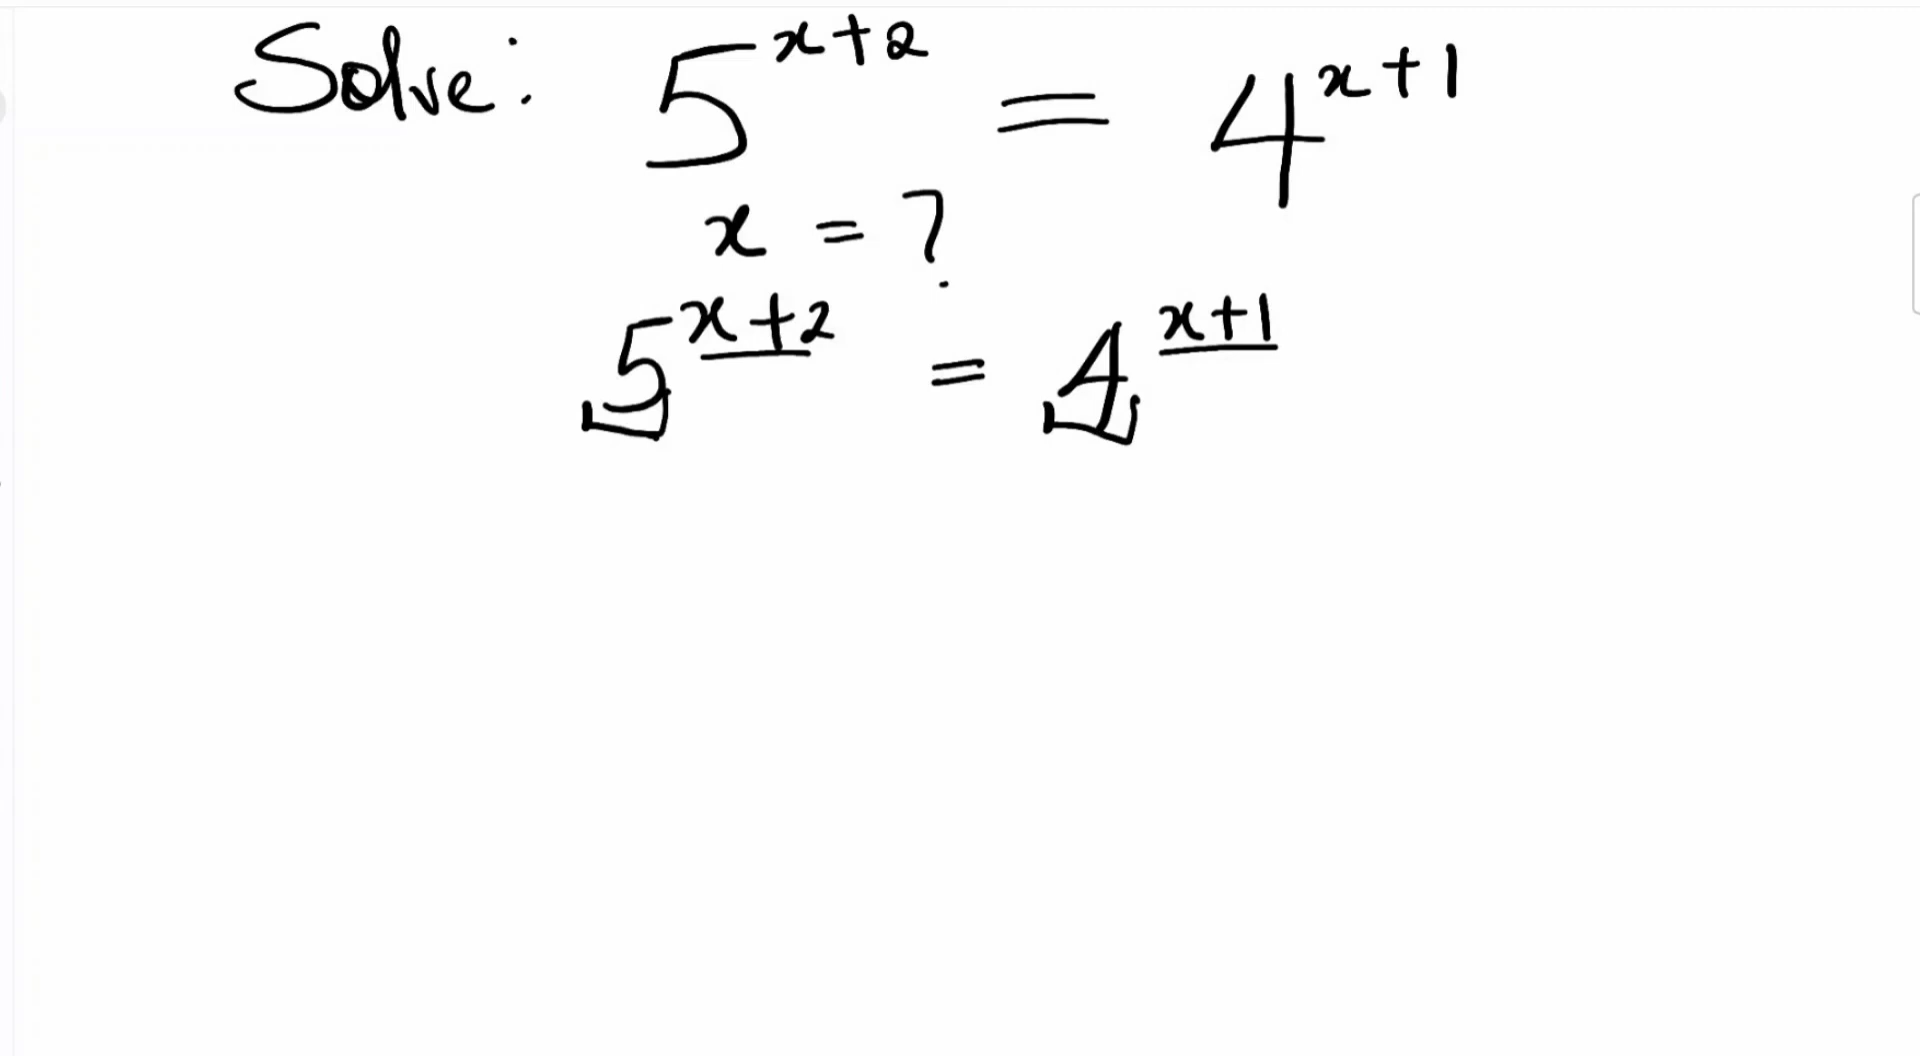 Solve: 5^{x+2} = 4^{x+1}
x = ?
5^{x+2} = 4^{x+1}